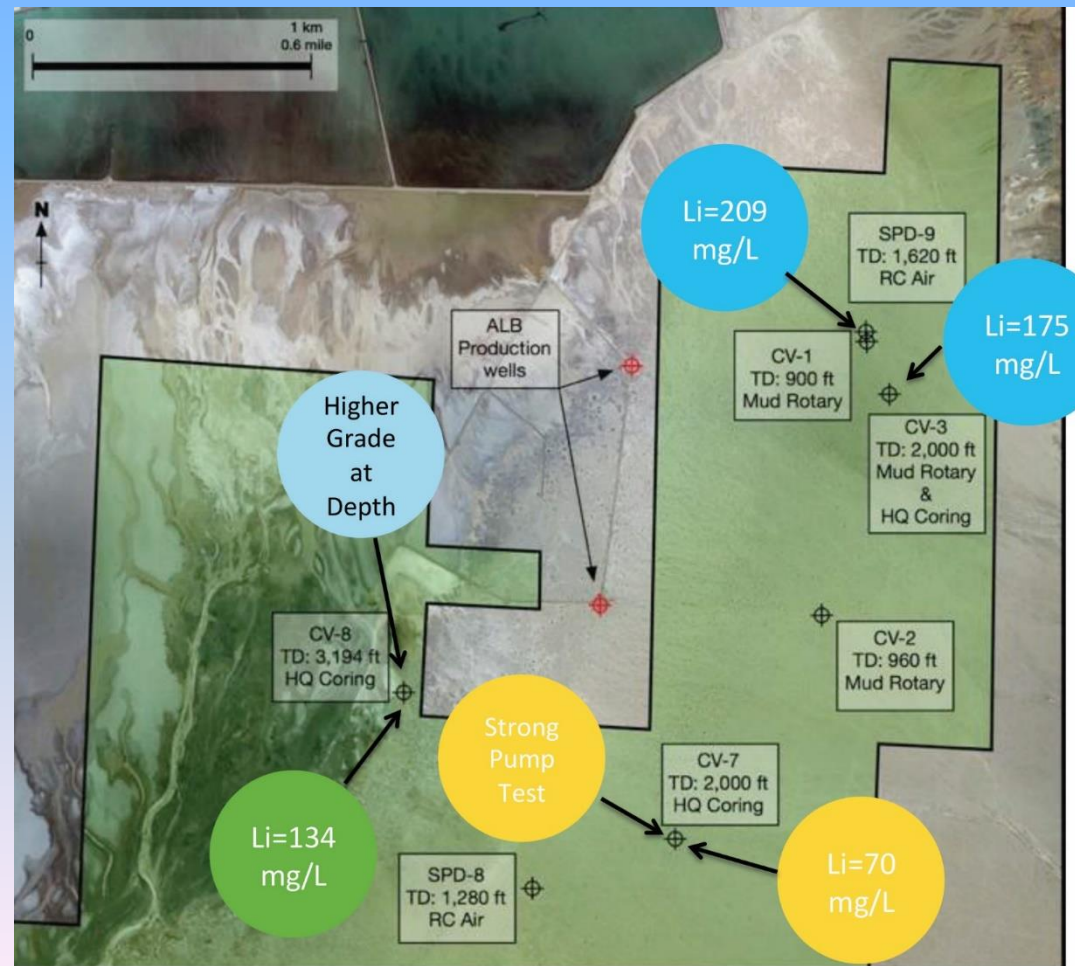 0
1 km
0.6 mile
N
Li=209
mg/L
SPD-9
TD: 1,620 ft
RC Air
ALB
Production
wells
Li=175
mg/L
CV-1
TD: 900 ft
Mud Rotary
Higher
Grade
at
Depth
CV-3
TD: 2,000 ft
Mud Rotary
&
HQ Coring
CV-8
TD: 3,194 ft
HQ Coring
CV-2
TD: 960 ft
Mud Rotary
Strong
Pump
Test
CV-7
TD: 2,000 ft
HQ Coring
Li=134
mg/L
SPD-8
TD: 1,280 ft
RC Air
Li=70
mg/L